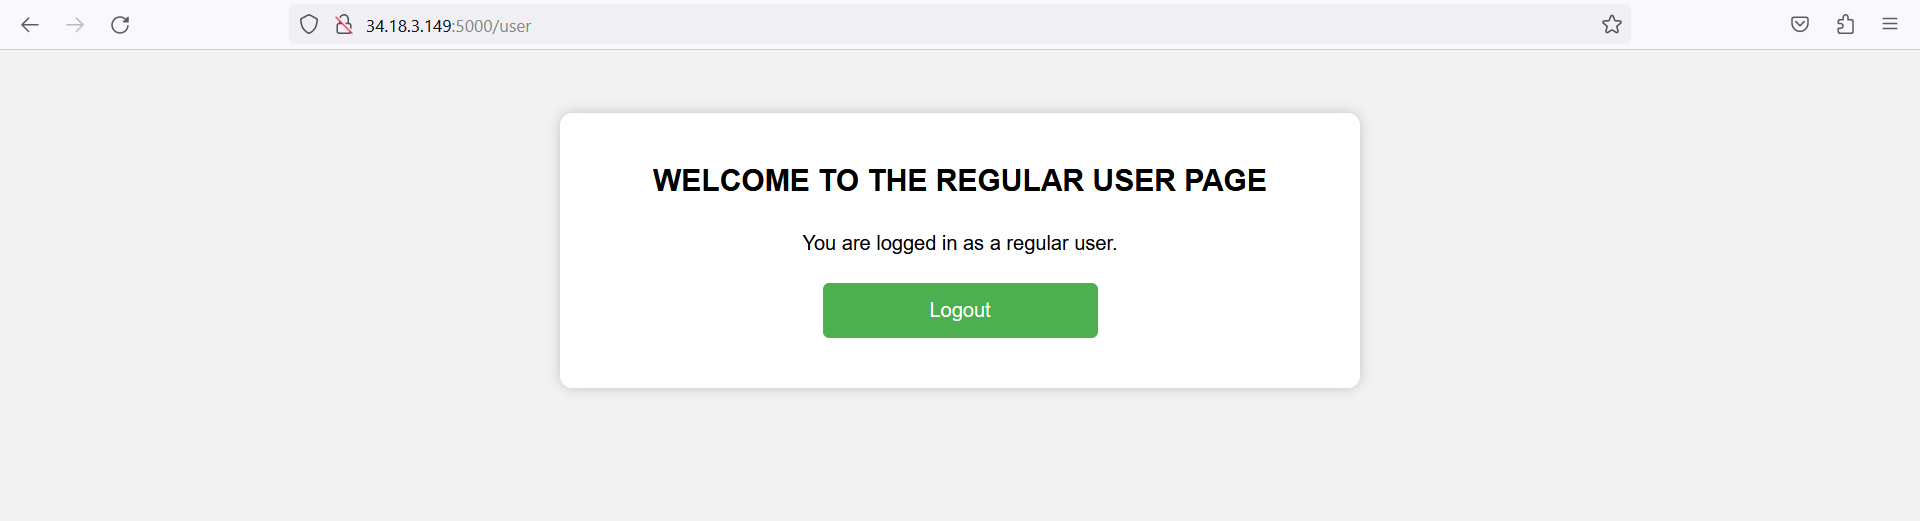 34.18.3.149:5000/user
WELCOME TO THE REGULAR USER PAGE
You are logged in as a regular user.
Logout